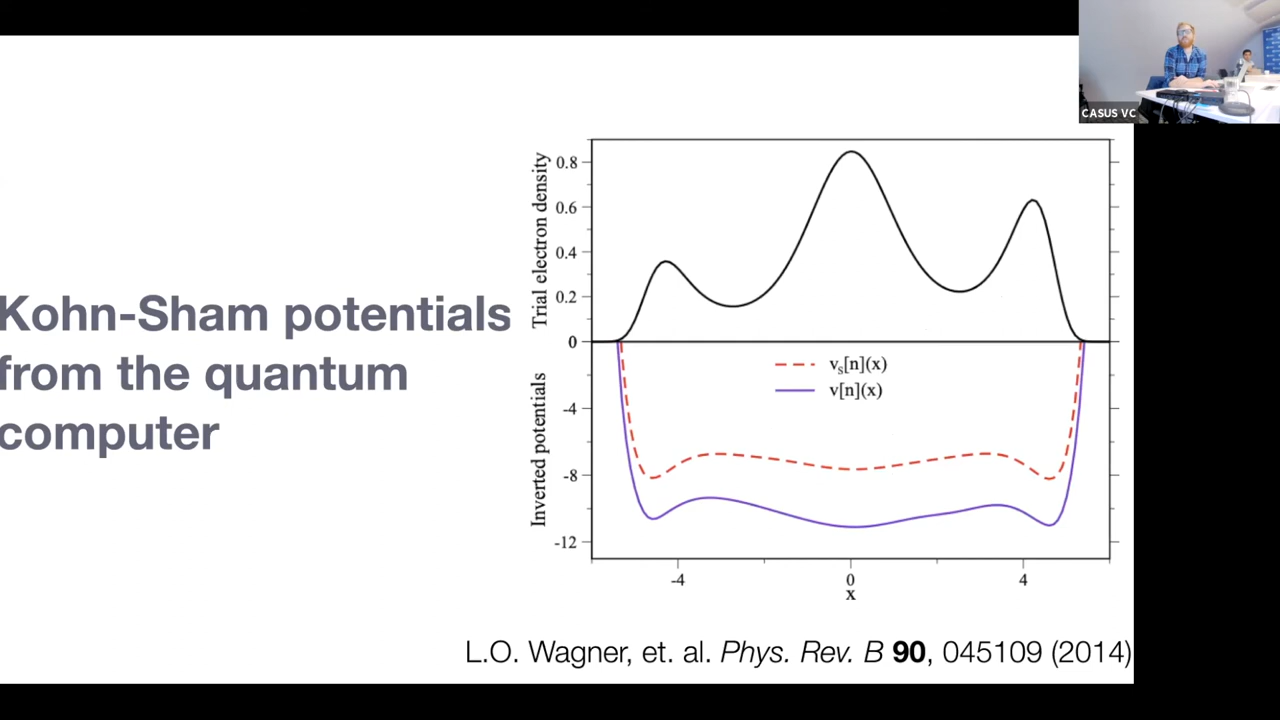 CASUS VC
Kohn-Sham potentials
from the quantum
computer
Trial electron density
0.8
0.6
0.4
0.2
0
vₛ[n](x)
v[n](x)
Inverted potentials
-4
-8
-12
-4
0
4
x
L.O. Wagner, et. al. Phys. Rev. B 90, 045109 (2014)